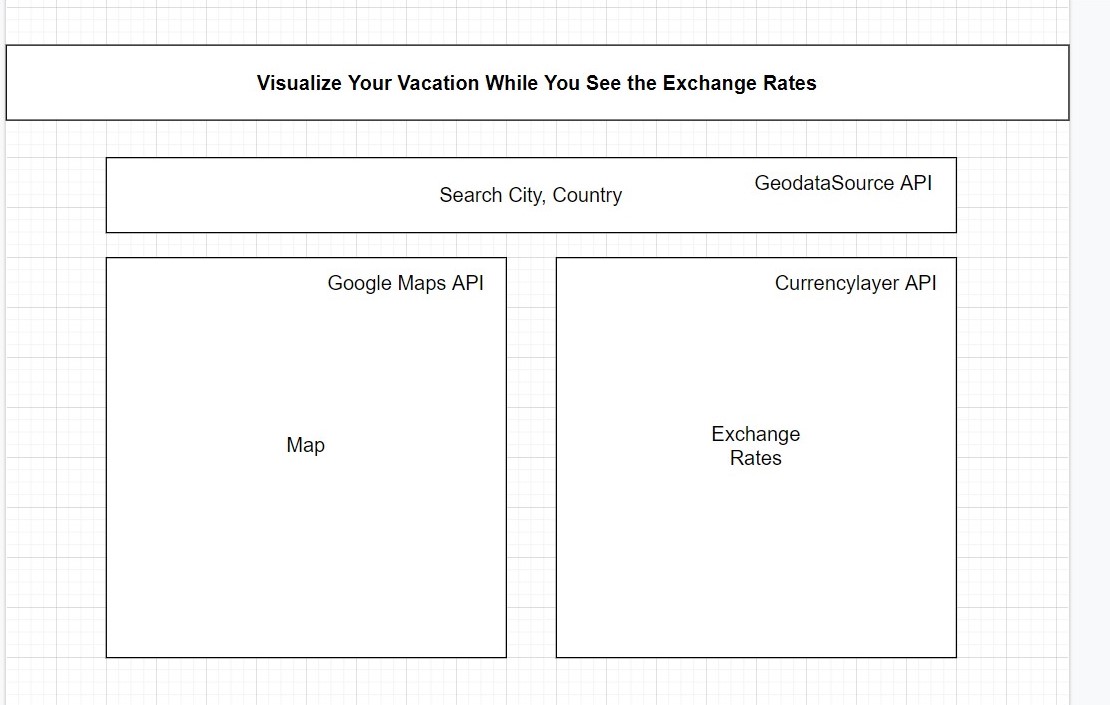 Visualize Your Vacation While You See the Exchange Rates
GeodataSource API
Search City, Country
Google Maps API
Map
Currencylayer API
Exchange
Rates